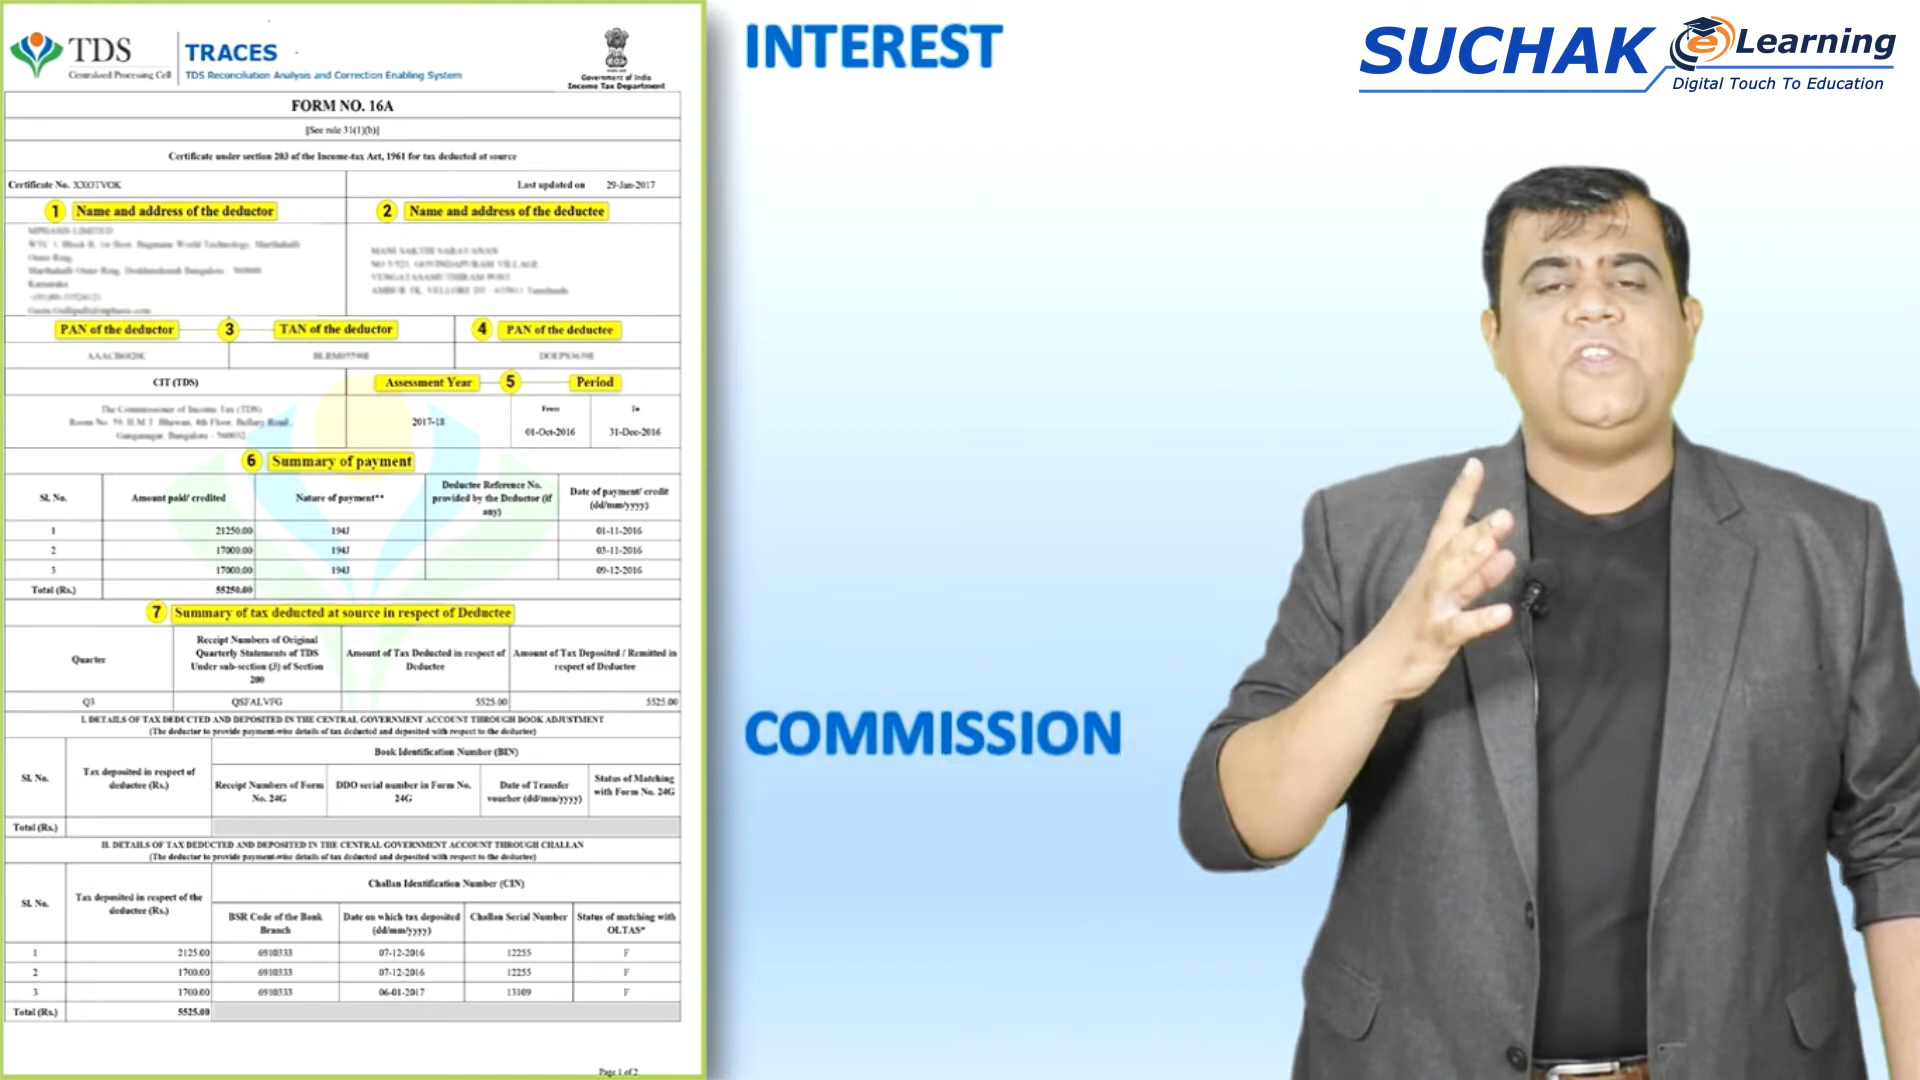 TDS
Centralized Processing Cell
TRACES
TDS Reconciliation Analysis and Correction Enabling System
Government of India
Income Tax Department
FORM NO. 16A
[See rule 31(1)(b)]
Certificate under section 203 of the Income-tax Act, 1961 for tax deducted at source
Certificate No. XXOTVOK
Last updated on 29-Jan-2017
1 Name and address of the deductor
2 Name and address of the deductee
PAN of the deductor 3 TAN of the deductor
4 PAN of the deductee
CIT (TDS)
Assessment Year 5 Period
The Commissioner of Income Tax (TDS)
2017-18
From
To
01-Oct-2016
31-Dec-2016
6 Summary of payment
Sl. No.
Amount paid/ credited
Nature of payment**
Deductee Reference No. provided by the Deductor (if any)
Date of payment/ credit (dd/mm/yyyy)
1 21250.00 194J 01-11-2016
2 17000.00 194J 03-11-2016
3 17000.00 194J 09-12-2016
Total (Rs.) 55250.00
7 Summary of tax deducted at source in respect of Deductee
Quarter
Receipt Numbers of Original Quarterly Statements of TDS Under sub-section (3) of Section 200
Amount of Tax Deducted in respect of Deductee
Amount of Tax Deposited / Remitted in respect of Deductee
Q3 QSFALVFG 5525.00 5525.00
I. DETAILS OF TAX DEDUCTED AND DEPOSITED IN THE CENTRAL GOVERNMENT ACCOUNT THROUGH BOOK ADJUSTMENT
(The deductor to provide payment-wise details of tax deducted and deposited with respect to the deductee)
Sl. No.
Tax deposited in respect of deductee (Rs.)
Book Identification Number (BIN)
Receipt Numbers of Form No. 24G
DDO serial number in Form No. 24G
Date of Transfer voucher (dd/mm/yyyy)
Status of Matching with Form No. 24G
Total (Rs.)
II. DETAILS OF TAX DEDUCTED AND DEPOSITED IN THE CENTRAL GOVERNMENT ACCOUNT THROUGH CHALLAN
(The deductor to provide payment-wise details of tax deducted and deposited with respect to the deductee)
Sl. No.
Tax deposited in respect of the deductee (Rs.)
Challan Identification Number (CIN)
BSR Code of the Bank Branch
Date on which tax deposited (dd/mm/yyyy)
Challan Serial Number
Status of matching with OLTAS*
1 2125.00 6910333 07-12-2016 12255 F
2 1700.00 6910333 07-12-2016 12255 F
3 1700.00 6910333 06-01-2017 13109 F
Total (Rs.) 5525.00
Page 1 of 2
INTEREST
COMMISSION
SUCHAK eLearning
Digital Touch To Education